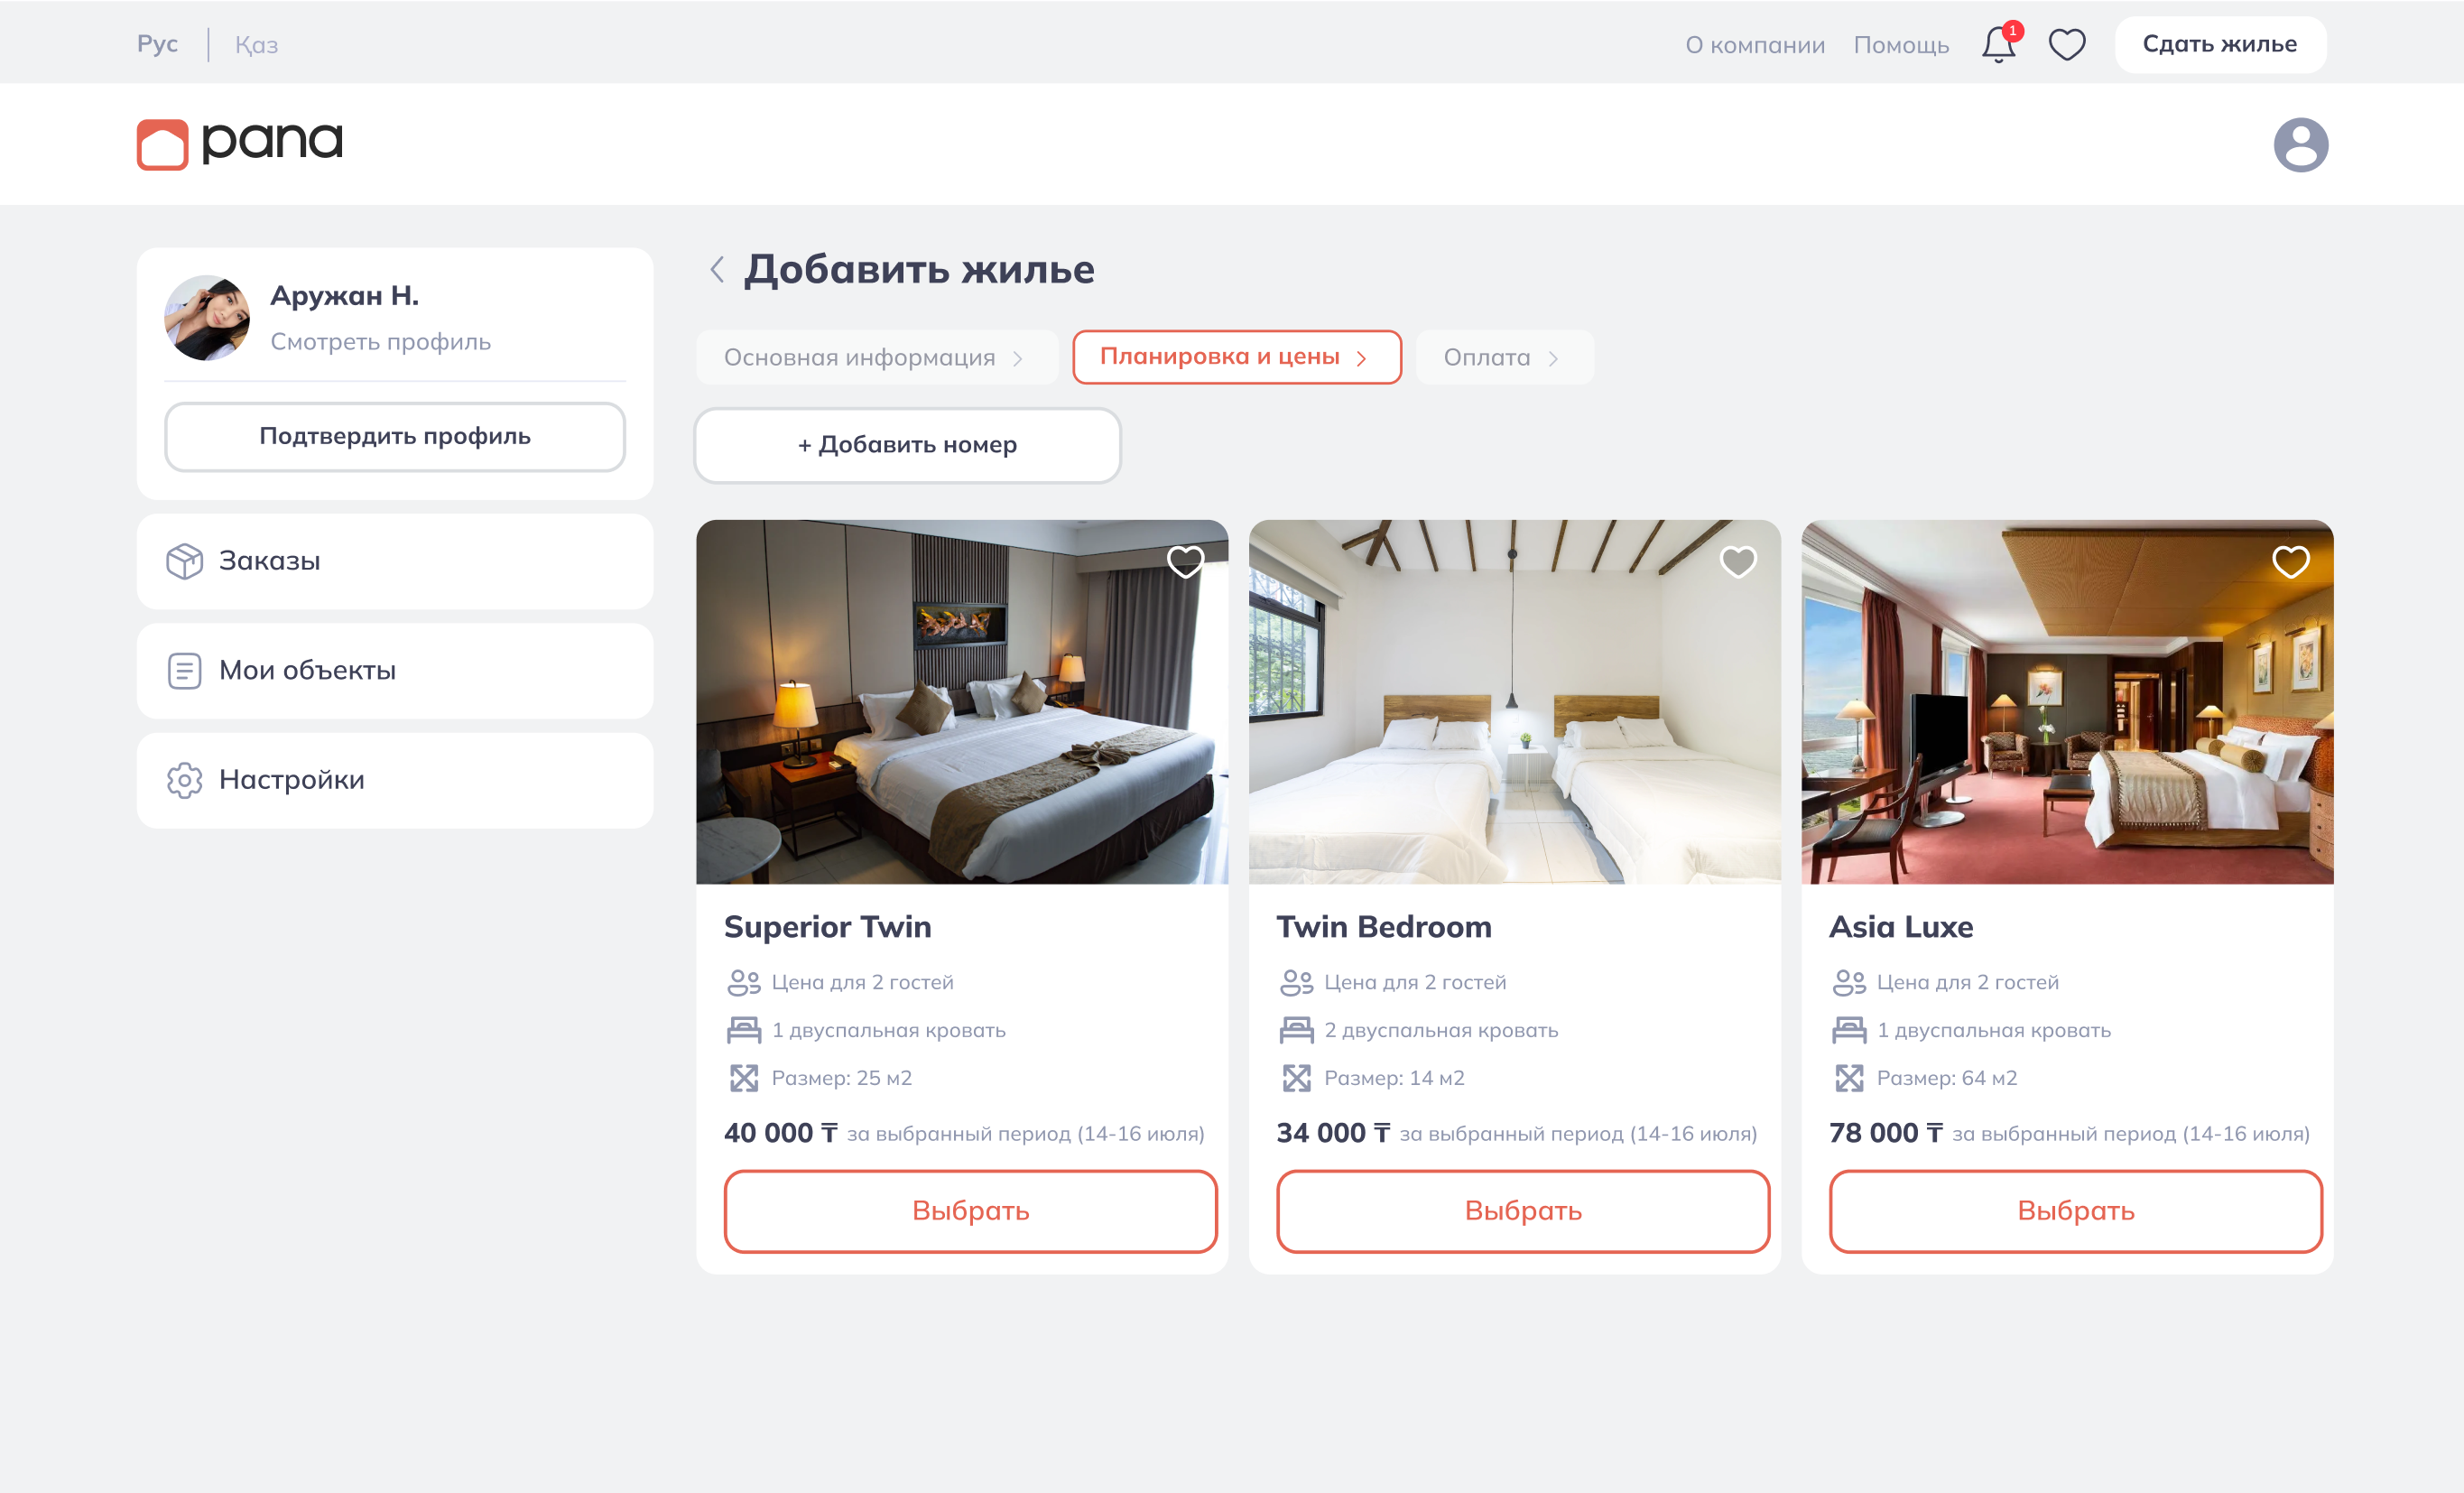 Рус
Қаз
О компании
Помощь
1
Сдать жилье
pana
Аружан Н.
Смотреть профиль
Подтвердить профиль
Заказы
Мои объекты
Настройки
Добавить жилье
Основная информация
Планировка и цены
Оплата
+ Добавить номер
Superior Twin
Цена для 2 гостей
1 двуспальная кровать
Размер: 25 м2
40 000 ₸ за выбранный период (14-16 июля)
Выбрать
Twin Bedroom
Цена для 2 гостей
2 двуспальная кровать
Размер: 14 м2
34 000 ₸ за выбранный период (14-16 июля)
Выбрать
Asia Luxe
Цена для 2 гостей
1 двуспальная кровать
Размер: 64 м2
78 000 ₸ за выбранный период (14-16 июля)
Выбрать